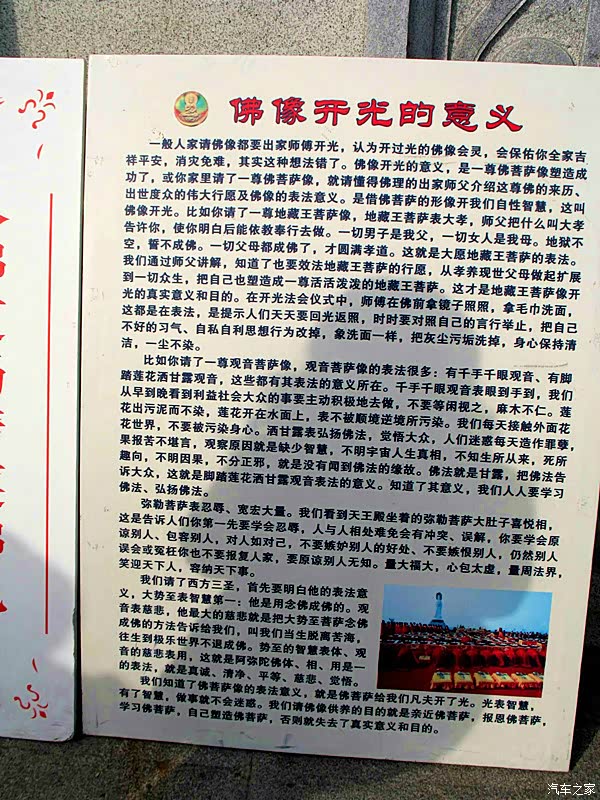 佛像开光的意义
一般人家请佛像都要出家师傅开光，认为开过光的佛像会灵，会保佑你全家吉
祥平安，消灾免难，其实这种想法错了。佛像开光的意义，是一尊佛菩萨像塑造成
功了，或你家里请了一尊佛菩萨像，就请懂得佛理的出家师父介绍这尊佛的来历、
出世度众的伟大行愿及佛像的表法意义。是借佛菩萨的形像开我们自性智慧，这叫
佛像开光。比如你请了一尊地藏王菩萨像，地藏王菩萨表大孝，师父把什么叫大孝
告许你，使你明白后能依教奉行去做。一切男子是我父，一切女人是我母。地狱不
空，誓不成佛。一切父母都成佛了，才圆满孝道。这就是大愿地藏王菩萨的表法。
我们通过师父讲解，知道了也要效法地藏王菩萨的行愿，从孝养现世父母做起扩展
到一切众生，把自己也塑造成一尊活活泼泼的地藏王菩萨。这才是地藏王菩萨像开
光的真实意义和目的。在开光法会仪式中，师傅在佛前拿镜子照照，拿毛巾洗面，
这都是在表法，是提示人们天天要回光返照，时时要对照自己的言行举止，把自己
不好的习气、自私自利思想行为改掉，象洗面一样，把灰尘污垢洗掉，身心保持清
洁，一尘不染。
比如你请了一尊观音菩萨像，观音菩萨像的表法很多：有千手千眼观音、有脚
踏莲花洒甘露观音，这些都有其表法的意义所在。千手千眼观音表眼到手到，我们
从早到晚看到利益社会大众的事要主动积极地去做，不要等闲视之，麻木不仁。莲
花出污泥而不染，莲花开在水面上，表不被顺境逆境所污染。我们每天接触外面花
花世界，不要被污染身心。洒甘露表弘扬佛法，觉悟大众，人们迷惑每天造作罪孽，
果报苦不堪言，观察原因就是缺少智慧，不明宇宙人生真相，不知生所从来，死所
趣向，不明因果，不分正邪，就是没有闻到佛法的缘故。佛法就是甘露，把佛法告
诉大众，这就是脚踏莲花洒甘露观音表法的意义。知道了其意义，我们人人要学习
佛法、弘扬佛法。
弥勒菩萨表忍辱、宽宏大量。我们看到天王殿坐着的弥勒菩萨大肚子喜悦相，
这是告诉人们你第一先要学会忍辱，人与人相处难免会有冲突、误解，你要学会原
谅别人、包容别人，对人如对己，不要嫉妒别人的好处、不要嫉恨别人，仍然别人
误会或冤枉你也不要报复人家，要原谅别人无知。量大福大，心包太虚，量周法界，
笑迎天下人，容纳天下事。
我们请了西方三圣，首先要明白他的表法意
义，大势至表智慧第一：他是用念佛成佛的。观
音表慈悲，他最大的慈悲就是把大势至菩萨念佛
成佛的方法告诉给我们，叫我们当生脱离苦海，
往生到极乐世界不退成佛。势至的智慧表体、观
音的慈悲表用，这就是阿弥陀佛体、相、用是一
的表法，就是真诚、清净、平等、慈悲、觉悟。
我们知道了佛菩萨像的表法意义，就是佛菩萨给我们凡夫开了光。光表智慧，
有了智慧，做事就不会迷惑。我们请佛像供养的目的就是亲近佛菩萨，报恩佛菩萨，
学习佛菩萨，自己塑造佛菩萨，否则就失去了真实意义和目的。
汽车之家